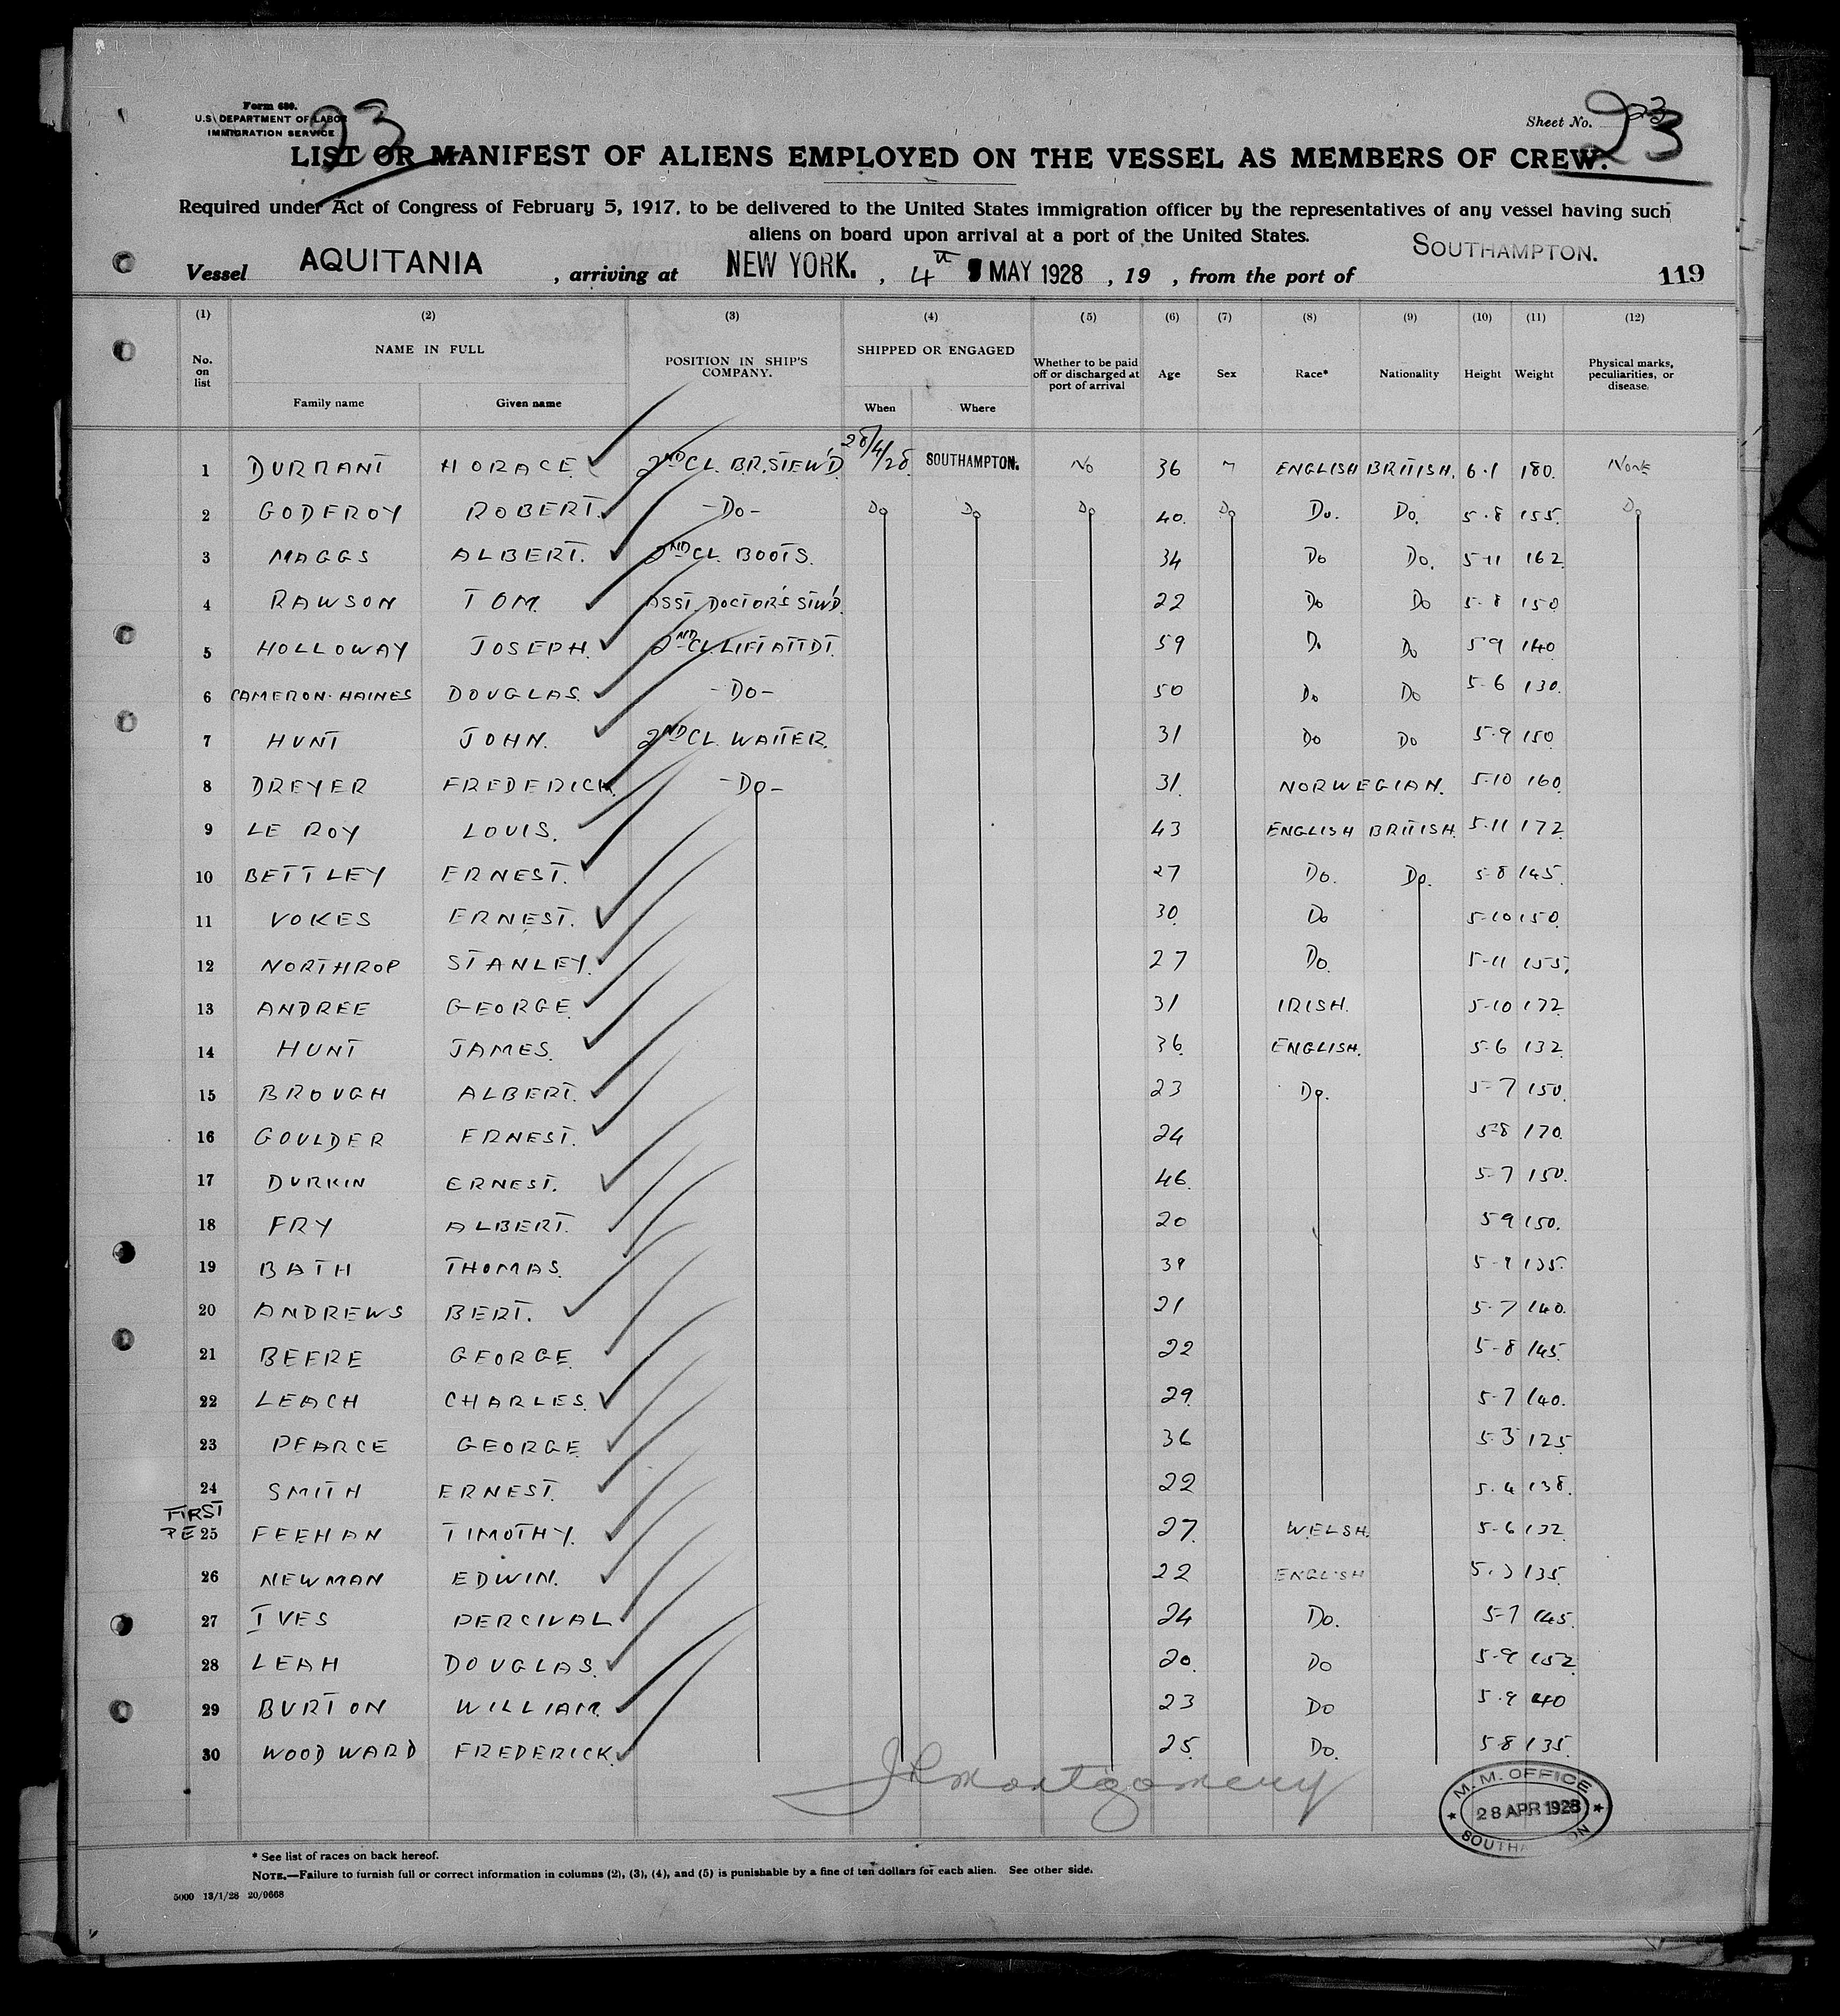 Form 680.
U.S. DEPARTMENT OF LABOR
IMMIGRATION SERVICE
23
Sheet No. 23
23
LIST OR MANIFEST OF ALIENS EMPLOYED ON THE VESSEL AS MEMBERS OF CREW.
Required under Act of Congress of February 5, 1917, to be delivered to the United States immigration officer by the representatives of any vessel having such
aliens on board upon arrival at a port of the United States.
Vessel AQUITANIA , arriving at NEW YORK. , 4th MAY 1928 , 19 , from the port of SOUTHAMPTON. 119
(1) (2) (3) (4) (5) (6) (7) (8) (9) (10) (11) (12)
No. on list NAME IN FULL Family name Given name POSITION IN SHIP'S COMPANY. SHIPPED OR ENGAGED When Where Whether to be paid off or discharged at port of arrival Age Sex Race* Nationality Height Weight Physical marks, peculiarities, or disease
1 DURRANT HORACE. 2ND CL. BR. STEW'D 28/4/28 SOUTHAMPTON. No 36 M ENGLISH BRITISH. 6.1 180. NONE
2 GODFROY ROBERT. -Do- Do Do Do 40. Do Do. Do. 5.8 155. Do
3 MAGGS ALBERT. 2ND CL. BOOTS. 34 Do Do. 5-11 162
4 RAWSON TOM. ASST. DOCTOR'S STW'D. 22 Do Do 5-8 150
5 HOLLOWAY JOSEPH. 2ND CL. LIFT ATTDT. 59 Do Do 5-9 140
6 CAMERON-HAINES DOUGLAS. -Do- 50 Do Do 5-6 130.
7 HUNT JOHN. 2ND CL. WAITER. 31 Do Do 5.9 150
8 DREYER FREDERICK. -Do- 31. NORWEGIAN. 5-10 160.
9 LE ROY LOUIS. 43 ENGLISH BRITISH. 5-11 172
10 BETTLEY ERNEST. 27 Do. Do. 5-8 145.
11 VOKES ERNEST. 30. Do 5-10 150.
12 NORTHROP STANLEY. 27 Do. 5-11 155.
13 ANDREE GEORGE. 31 IRISH. 5-10 172
14 HUNT JAMES. 36. ENGLISH. 5-6 132.
15 BROUGH ALBERT. 23 Do. 5-7 150.
16 GOULDER ERNEST. 24 5-8 170.
17 DURKIN ERNEST. 46. 5-7 150.
18 FRY ALBERT. 20 5 9 150.
19 BATH THOMAS. 39 5-9 135.
20 ANDREWS BERT. 21 5-7 140.
21 BEERE GEORGE. 22 5-8 145.
22 LEACH CHARLES. 29. 5-7 140.
23 PEARCE GEORGE. 36 5.3 125
24 SMITH ERNEST. 22 5.4 138.
FIRST
25 FEEHAN TIMOTHY. 27. WELSH. 5-6 132.
26 NEWMAN EDWIN. 22 ENGLISH 135.
27 IVES PERCIVAL 24 Do. 5-7 145.
28 LEAH DOUGLAS. 20. Do 5-9 152
29 BURTON WILLIAM. 23 Do 5.9 140
30 WOODWARD FREDERICK. 25. Do. 5 8 135.
Montgomery
M. M. OFFICE
28 APR 1928
* See list of races on back hereof.
NOTE.—Failure to furnish full or correct information in columns (2), (3), (4), and (5) is punishable by a fine of ten dollars for each alien. See other side.
5000 13/1/28 20/9668